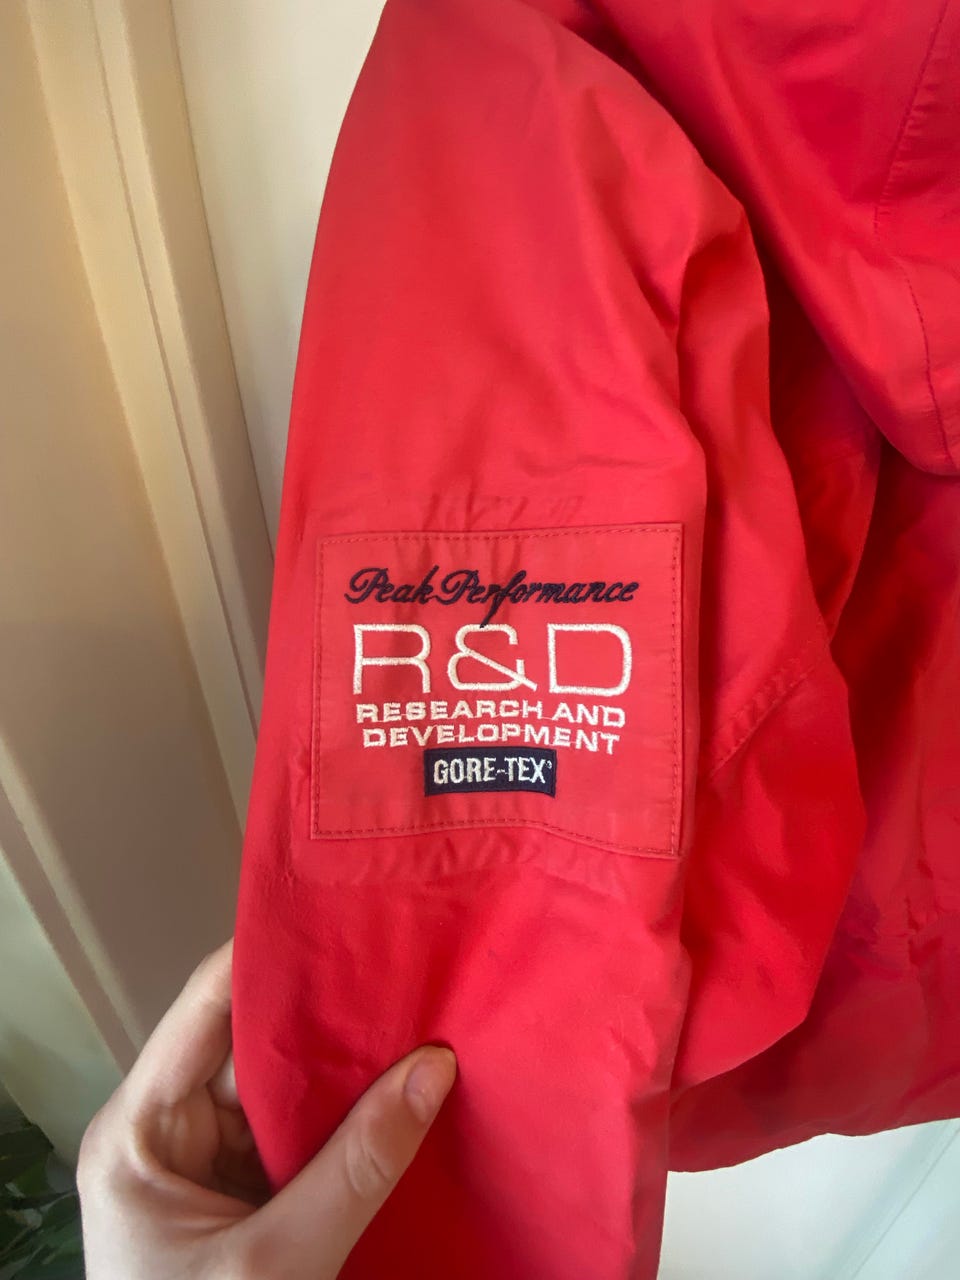 Peak Performance
R&D
RESEARCH AND
DEVELOPMENT
GORE-TEX®